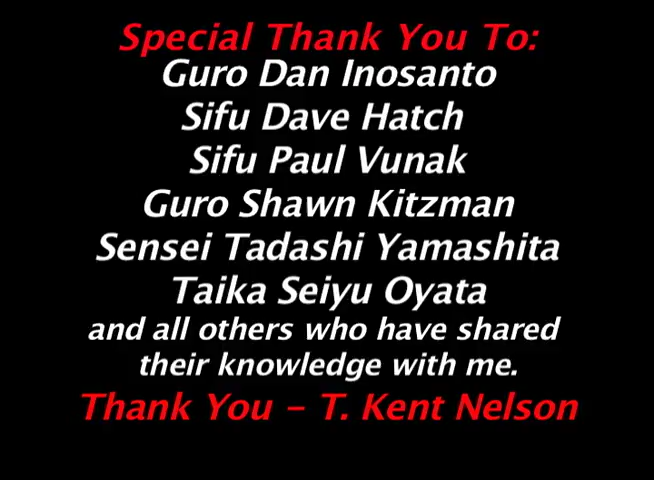 Special Thank You To:
Guro Dan Inosanto
Sifu Dave Hatch
Sifu Paul Vunak
Guro Shawn Kitzman
Sensei Tadashi Yamashita
Taika Seiyu Oyata
and all others who have shared
their knowledge with me.
Thank You – T. Kent Nelson